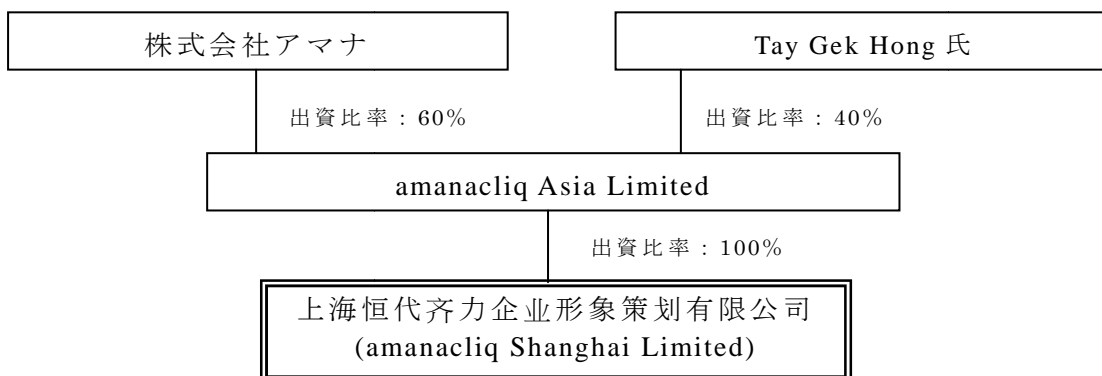 株式会社アマナ
Tay Gek Hong 氏
出資比率：60%
出資比率：40%
amanacliq Asia Limited
出資比率：100%
上海恒代齐力企业形象策划有限公司
(amanacliq Shanghai Limited)